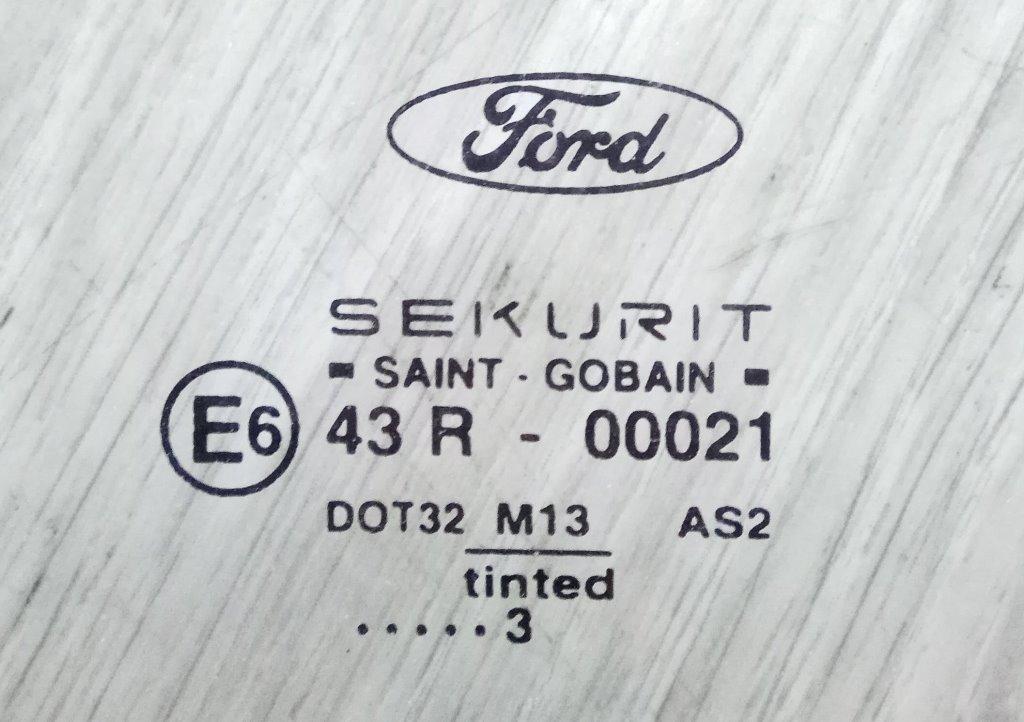 Ford
SEKURIT
- SAINT - GOBAIN -
E6 43 R - 00021
DOT32 M13 AS2
tinted
.....3